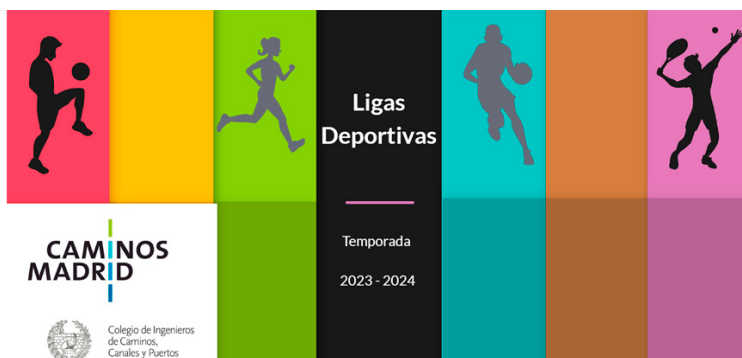 Ligas
Deportivas
Temporada
2023 - 2024
CAMINOS
MADRID
Colegio de Ingenieros
de Caminos,
Canales y Puertos